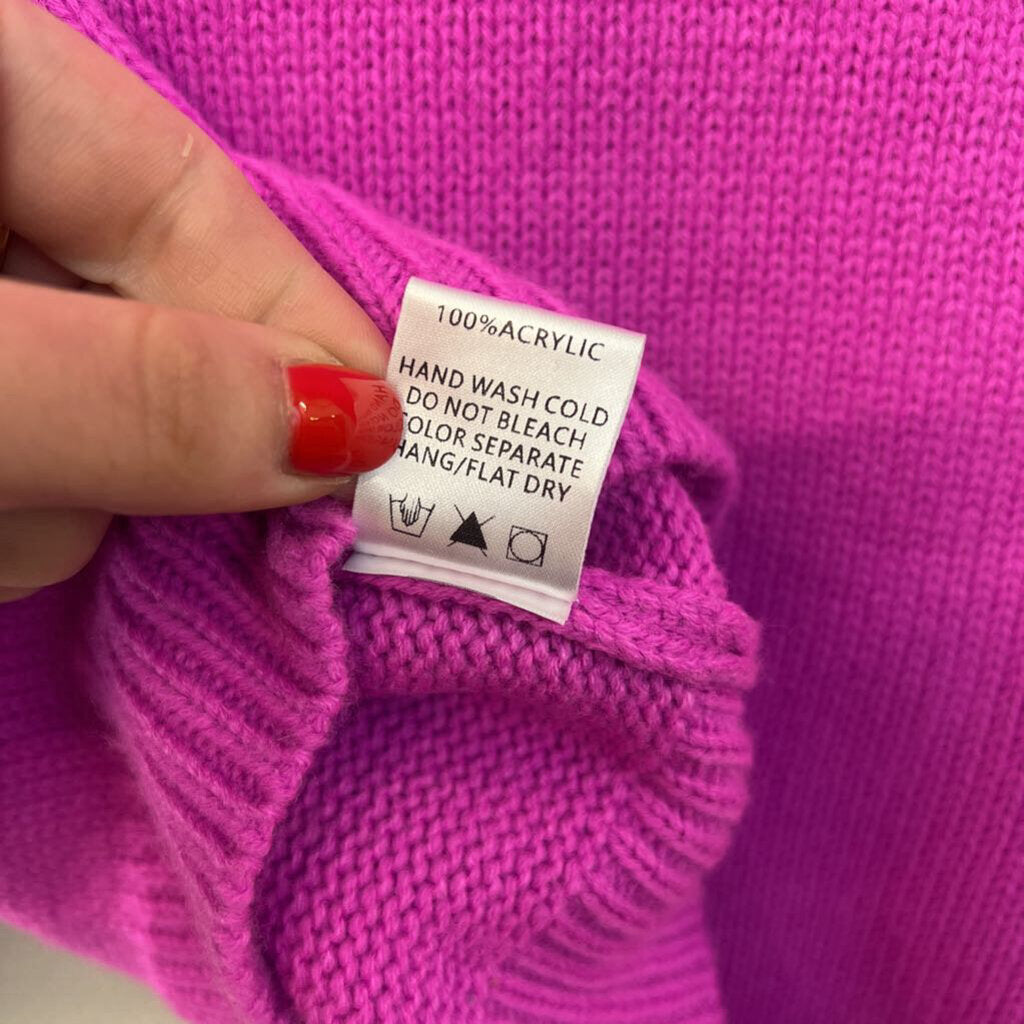 100%ACRYLIC
HAND WASH COLD
DO NOT BLEACH
COLOR SEPARATE
HANG/FLAT DRY